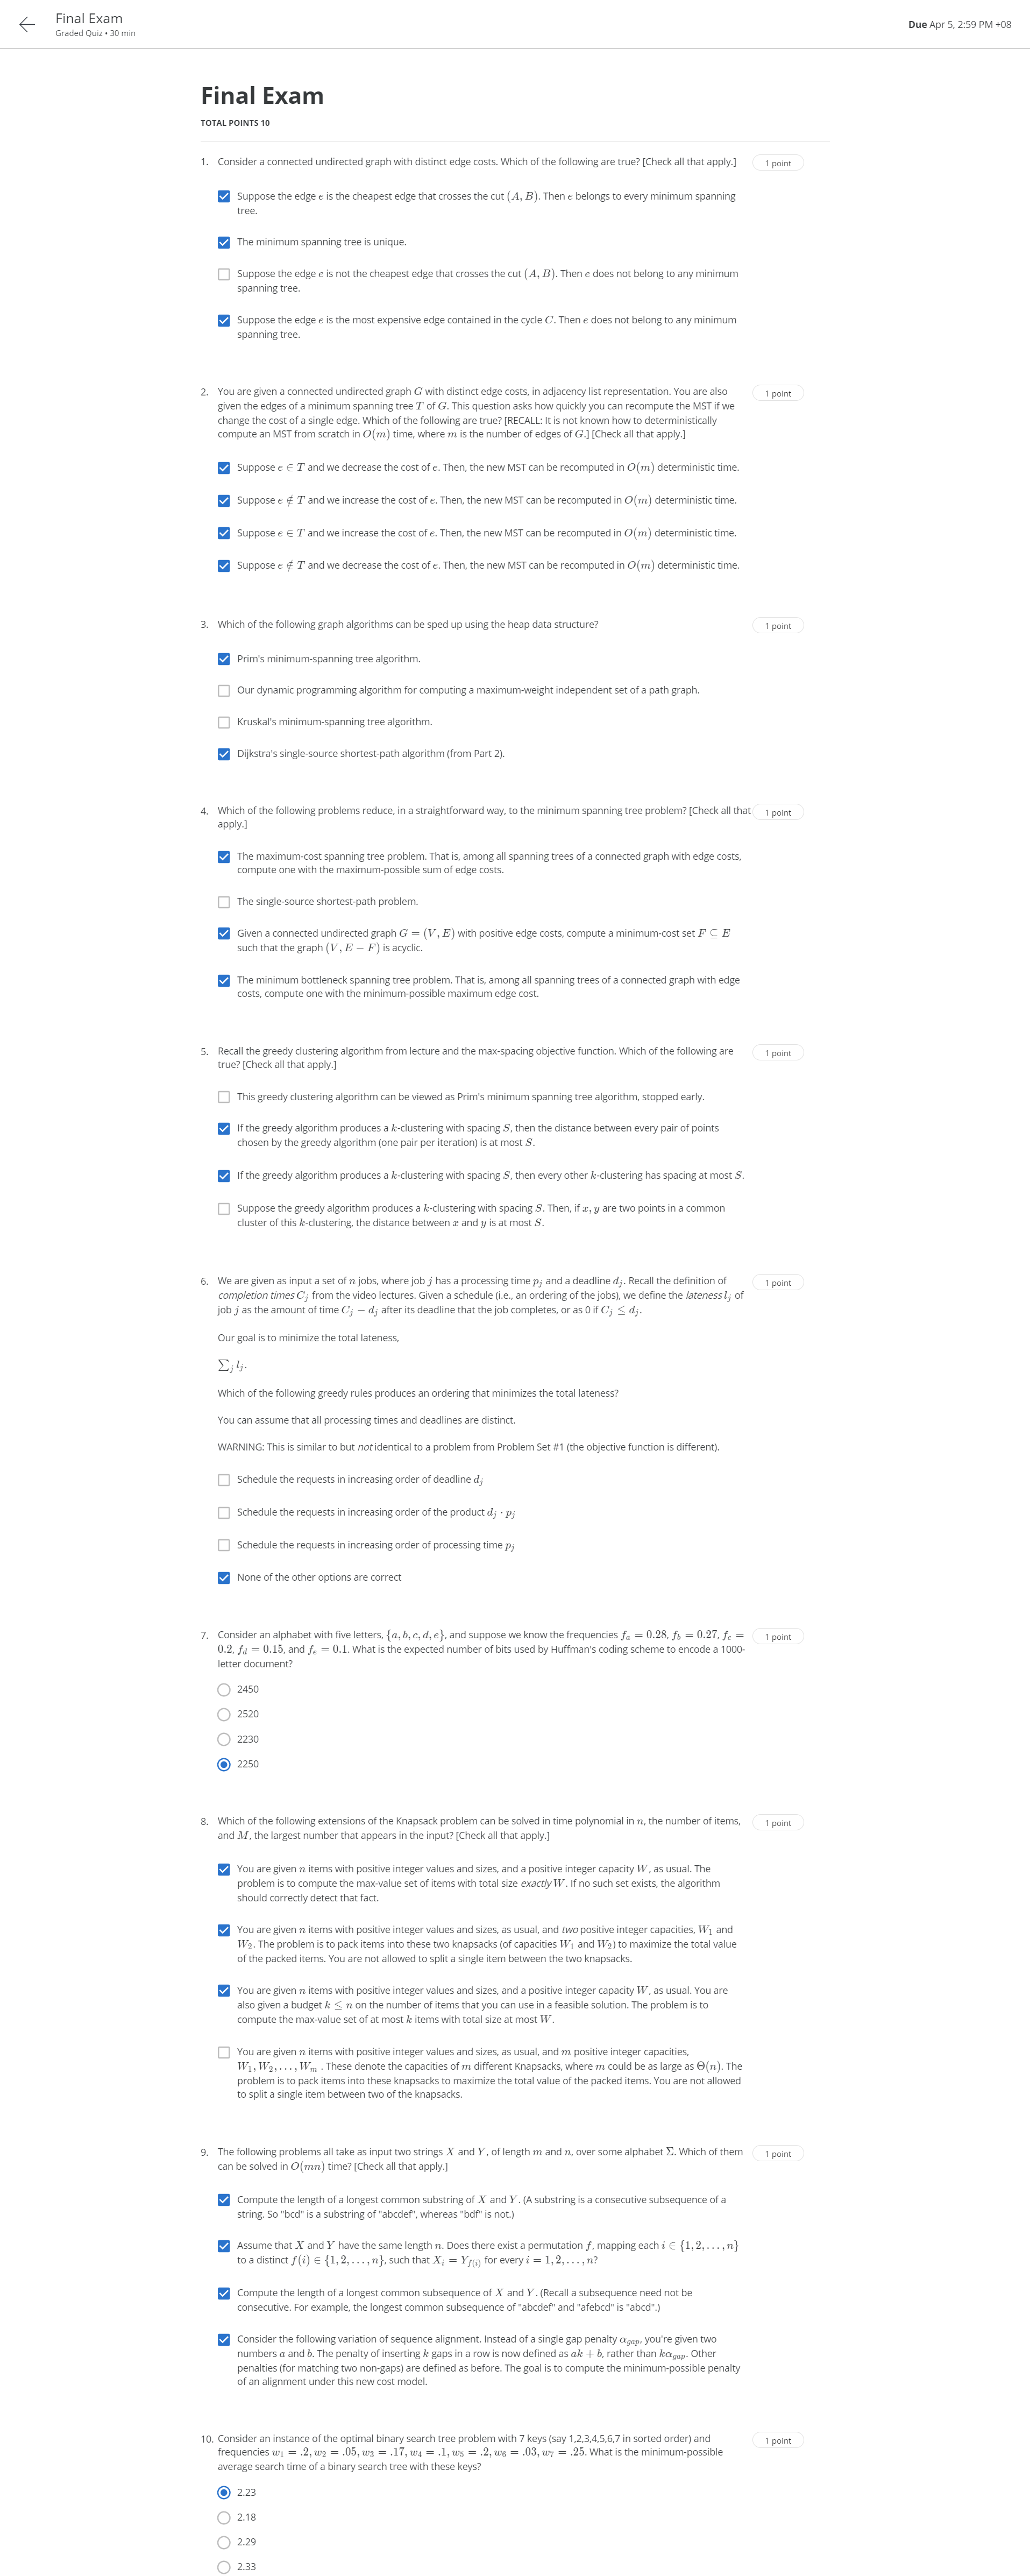 Final Exam
Graded Quiz • 30 min
Due Apr 5, 2:59 PM +08
Final Exam
TOTAL POINTS 10
1. Consider a connected undirected graph with distinct edge costs. Which of the following are true? [Check all that apply.]
1 point
Suppose the edge e is the cheapest edge that crosses the cut (A, B). Then e belongs to every minimum spanning
tree.
The minimum spanning tree is unique.
Suppose the edge e is not the cheapest edge that crosses the cut (A, B). Then e does not belong to any minimum
spanning tree.
Suppose the edge e is the most expensive edge contained in the cycle C. Then e does not belong to any minimum
spanning tree.
2. You are given a connected undirected graph G with distinct edge costs, in adjacency list representation. You are also
1 point
given the edges of a minimum spanning tree T of G. This question asks how quickly you can recompute the MST if we
change the cost of a single edge. Which of the following are true? [RECALL: It is not known how to deterministically
compute an MST from scratch in O(m) time, where m is the number of edges of G.] [Check all that apply.]
Suppose e ∈ T and we decrease the cost of e. Then, the new MST can be recomputed in O(m) deterministic time.
Suppose e ∉ T and we increase the cost of e. Then, the new MST can be recomputed in O(m) deterministic time.
Suppose e ∈ T and we increase the cost of e. Then, the new MST can be recomputed in O(m) deterministic time.
Suppose e ∉ T and we decrease the cost of e. Then, the new MST can be recomputed in O(m) deterministic time.
3. Which of the following graph algorithms can be sped up using the heap data structure?
1 point
Prim's minimum-spanning tree algorithm.
Our dynamic programming algorithm for computing a maximum-weight independent set of a path graph.
Kruskal's minimum-spanning tree algorithm.
Dijkstra's single-source shortest-path algorithm (from Part 2).
4. Which of the following problems reduce, in a straightforward way, to the minimum spanning tree problem? [Check all that
1 point
apply.]
The maximum-cost spanning tree problem. That is, among all spanning trees of a connected graph with edge costs,
compute one with the maximum-possible sum of edge costs.
The single-source shortest-path problem.
Given a connected undirected graph G = (V, E) with positive edge costs, compute a minimum-cost set F ⊆ E
such that the graph (V, E − F) is acyclic.
The minimum bottleneck spanning tree problem. That is, among all spanning trees of a connected graph with edge
costs, compute one with the minimum-possible maximum edge cost.
5. Recall the greedy clustering algorithm from lecture and the max-spacing objective function. Which of the following are
1 point
true? [Check all that apply.]
This greedy clustering algorithm can be viewed as Prim's minimum spanning tree algorithm, stopped early.
If the greedy algorithm produces a k-clustering with spacing S, then the distance between every pair of points
chosen by the greedy algorithm (one pair per iteration) is at most S.
If the greedy algorithm produces a k-clustering with spacing S, then every other k-clustering has spacing at most S.
Suppose the greedy algorithm produces a k-clustering with spacing S. Then, if x, y are two points in a common
cluster of this k-clustering, the distance between x and y is at most S.
6. We are given as input a set of n jobs, where job j has a processing time p_j and a deadline d_j. Recall the definition of
1 point
completion times C_j from the video lectures. Given a schedule (i.e., an ordering of the jobs), we define the lateness l_j of
job j as the amount of time C_j − d_j after its deadline that the job completes, or as 0 if C_j ≤ d_j.
Our goal is to minimize the total lateness,
∑_j l_j.
Which of the following greedy rules produces an ordering that minimizes the total lateness?
You can assume that all processing times and deadlines are distinct.
WARNING: This is similar to but not identical to a problem from Problem Set #1 (the objective function is different).
Schedule the requests in increasing order of deadline d_j
Schedule the requests in increasing order of the product d_j · p_j
Schedule the requests in increasing order of processing time p_j
None of the other options are correct
7. Consider an alphabet with five letters, {a, b, c, d, e}, and suppose we know the frequencies f_a = 0.28, f_b = 0.27, f_c =
1 point
0.2, f_d = 0.15, and f_e = 0.1. What is the expected number of bits used by Huffman's coding scheme to encode a 1000-
letter document?
2450
2520
2230
2250
8. Which of the following extensions of the Knapsack problem can be solved in time polynomial in n, the number of items,
1 point
and M, the largest number that appears in the input? [Check all that apply.]
You are given n items with positive integer values and sizes, and a positive integer capacity W, as usual. The
problem is to compute the max-value set of items with total size exactly W. If no such set exists, the algorithm
should correctly detect that fact.
You are given n items with positive integer values and sizes, as usual, and two positive integer capacities, W_1 and
W_2. The problem is to pack items into these two knapsacks (of capacities W_1 and W_2) to maximize the total value
of the packed items. You are not allowed to split a single item between the two knapsacks.
You are given n items with positive integer values and sizes, and a positive integer capacity W, as usual. You are
also given a budget k ≤ n on the number of items that you can use in a feasible solution. The problem is to
compute the max-value set of at most k items with total size at most W.
You are given n items with positive integer values and sizes, as usual, and m positive integer capacities,
W_1, W_2, . . . , W_m . These denote the capacities of m different Knapsacks, where m could be as large as Θ(n). The
problem is to pack items into these knapsacks to maximize the total value of the packed items. You are not allowed
to split a single item between two of the knapsacks.
9. The following problems all take as input two strings X and Y, of length m and n, over some alphabet Σ. Which of them
1 point
can be solved in O(mn) time? [Check all that apply.]
Compute the length of a longest common substring of X and Y. (A substring is a consecutive subsequence of a
string. So "bcd" is a substring of "abcdef", whereas "bdf" is not.)
Assume that X and Y have the same length n. Does there exist a permutation f, mapping each i ∈ {1, 2, . . . , n}
to a distinct f(i) ∈ {1, 2, . . . , n}, such that X_i = Y_f(i) for every i = 1, 2, . . . , n?
Compute the length of a longest common subsequence of X and Y. (Recall a subsequence need not be
consecutive. For example, the longest common subsequence of "abcdef" and "afebcd" is "abcd".)
Consider the following variation of sequence alignment. Instead of a single gap penalty α_gap, you're given two
numbers a and b. The penalty of inserting k gaps in a row is now defined as ak + b, rather than kα_gap. Other
penalties (for matching two non-gaps) are defined as before. The goal is to compute the minimum-possible penalty
of an alignment under this new cost model.
10. Consider an instance of the optimal binary search tree problem with 7 keys (say 1,2,3,4,5,6,7 in sorted order) and
1 point
frequencies w_1 = .2, w_2 = .05, w_3 = .17, w_4 = .1, w_5 = .2, w_6 = .03, w_7 = .25. What is the minimum-possible
average search time of a binary search tree with these keys?
2.23
2.18
2.29
2.33